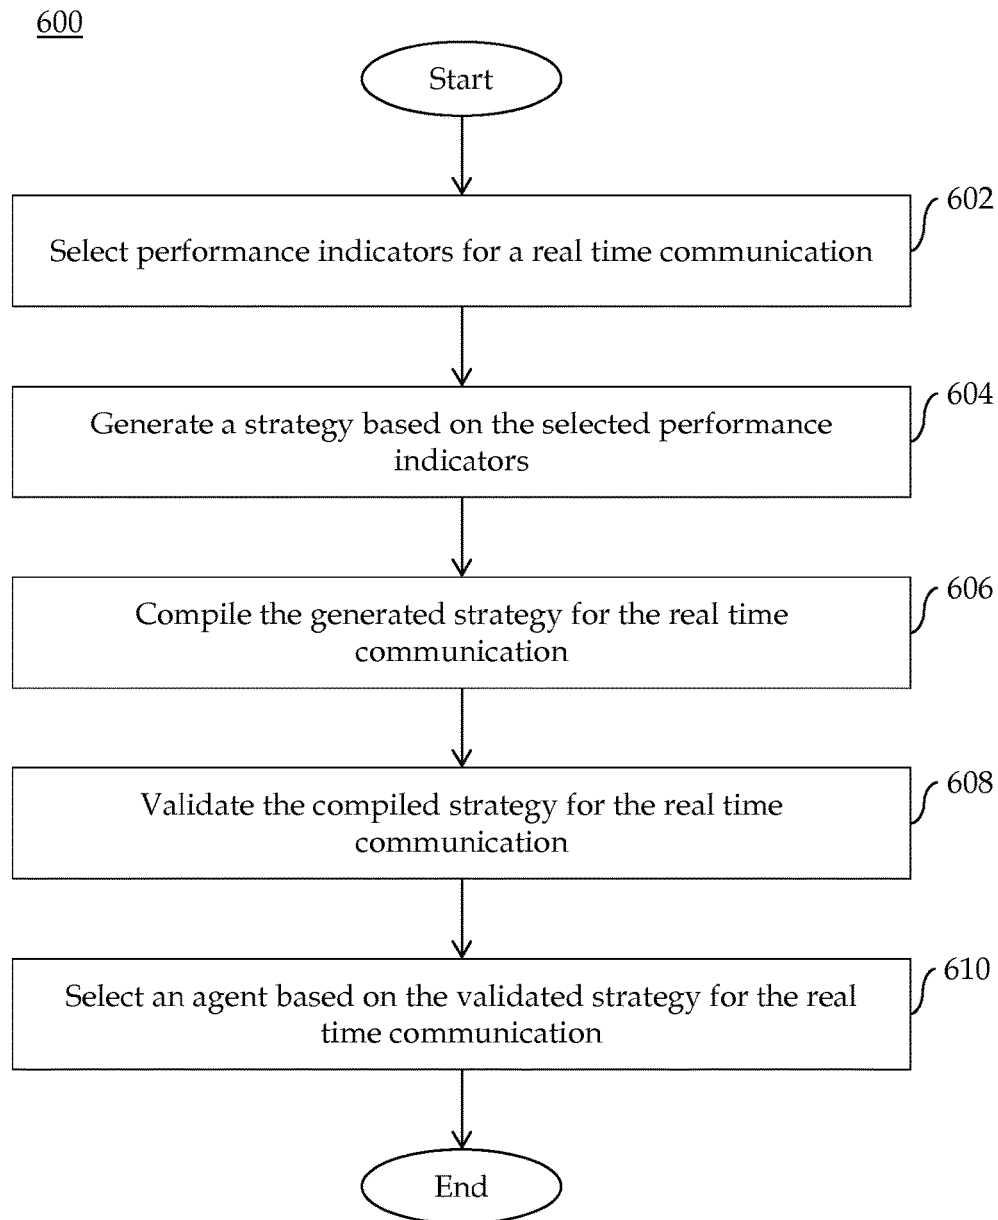 600
Start
602
Select performance indicators for a real time communication
604
Generate a strategy based on the selected performance
indicators
606
Compile the generated strategy for the real time
communication
608
Validate the compiled strategy for the real time
communication
610
Select an agent based on the validated strategy for the real
time communication
End